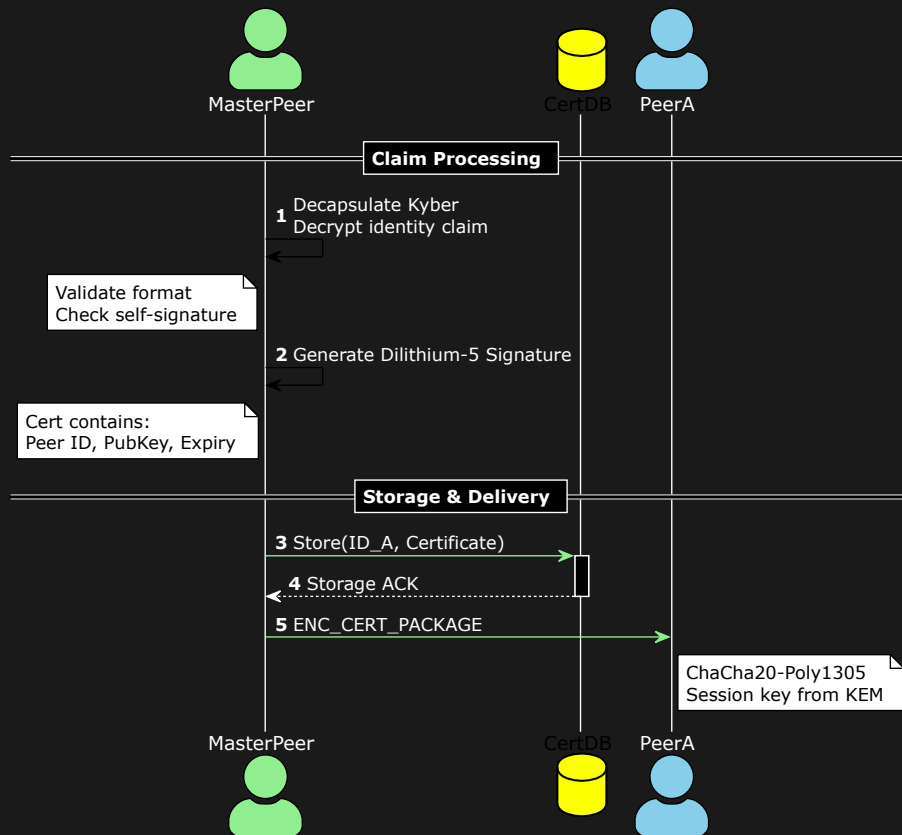 MasterPeer
CertDB
PeerA
Claim Processing
1 Decapsulate Kyber
Decrypt identity claim
Validate format
Check self-signature
2 Generate Dilithium-5 Signature
Cert contains:
Peer ID, PubKey, Expiry
Storage & Delivery
3 Store(ID_A, Certificate)
4 Storage ACK
5 ENC_CERT_PACKAGE
ChaCha20-Poly1305
Session key from KEM
MasterPeer
CertDB
PeerA